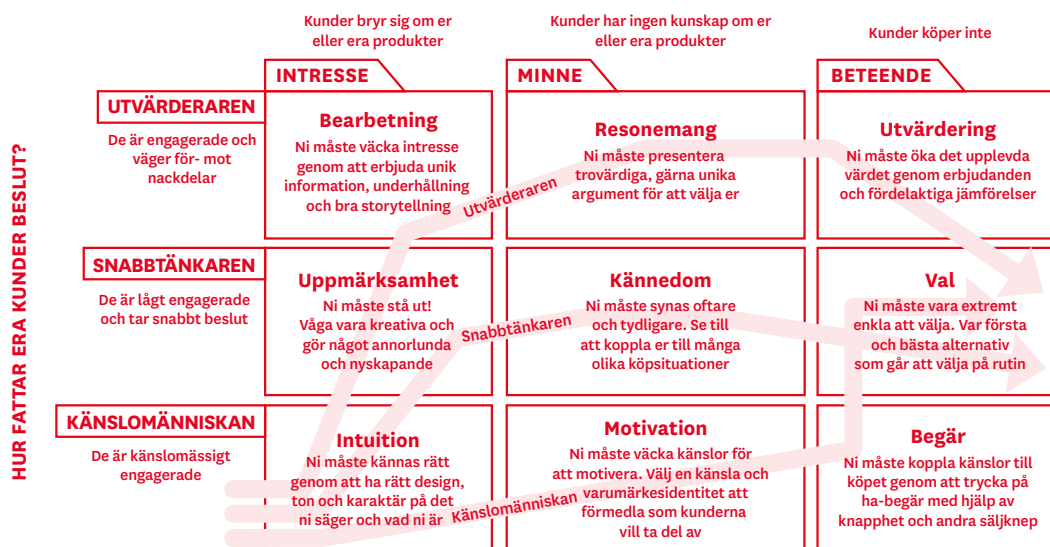 Kunder bryr sig om er
eller era produkter
Kunder har ingen kunskap om er
eller era produkter
Kunder köper inte
INTRESSE
MINNE
BETEENDE
HUR FATTAR ERA KUNDER BESLUT?
UTVÄRDERAREN
De är engagerade och
väger för- mot
nackdelar
Bearbetning
Ni måste väcka intresse
genom att erbjuda unik
information, underhållning
och bra storytellning
Utvärderaren
Resonemang
Ni måste presentera
trovärdiga, gärna unika
argument för att välja er
Utvärdering
Ni måste öka det upplevda
värdet genom erbjudanden
och fördelaktiga jämförelser
SNABBTÄNKAREN
De är lågt engagerade
och tar snabbt beslut
Uppmärksamhet
Ni måste stå ut!
Våga vara kreativa och
gör något annorlunda
och nyskapande
Snabbtänkaren
Kännedom
Ni måste synas oftare
och tydligare. Se till
att koppla er till många
olika köpsituationer
Val
Ni måste vara extremt
enkla att välja. Var första
och bästa alternativ
som går att välja på rutin
KÄNSLOMÄNNISKAN
De är känslomässigt
engagerade
Intuition
Ni måste kännas rätt
genom att ha rätt design,
ton och karaktär på det
ni säger och vad ni är
Känslomänniskan
Motivation
Ni måste väcka känslor för
att motivera. Välj en känsla och
varumärkesidentitet att
förmedla som kunderna
vill ta del av
Begär
Ni måste koppla känslor till
köpet genom att trycka på
ha-begär med hjälp av
knapphet och andra säljknep